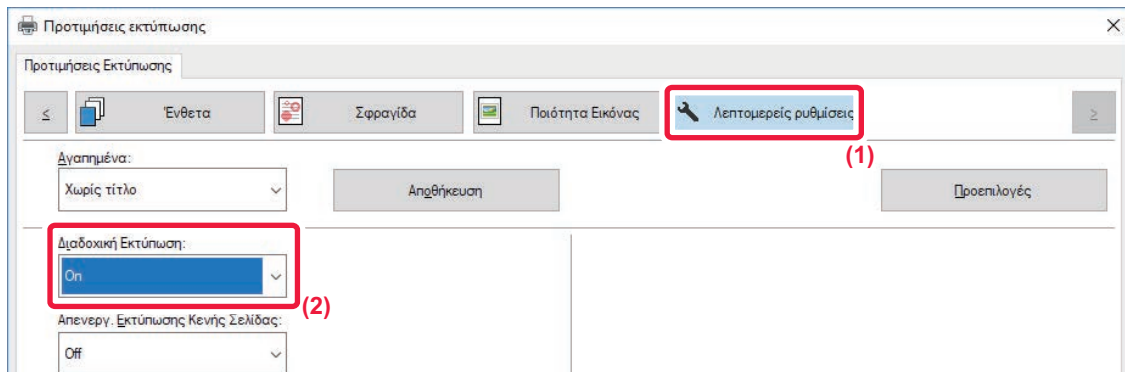 Προτιμήσεις εκτύπωσης
Προτιμήσεις Εκτύπωσης
< Ένθετα Σφραγίδα Ποιότητα Εικόνας Λεπτομερείς ρυθμίσεις >
(1)
Αγαπημένα:
Χωρίς τίτλο Αποθήκευση Προεπιλογές
Διαδοχική Εκτύπωση:
On
(2)
Απενεργ. Εκτύπωσης Κενής Σελίδας:
Off